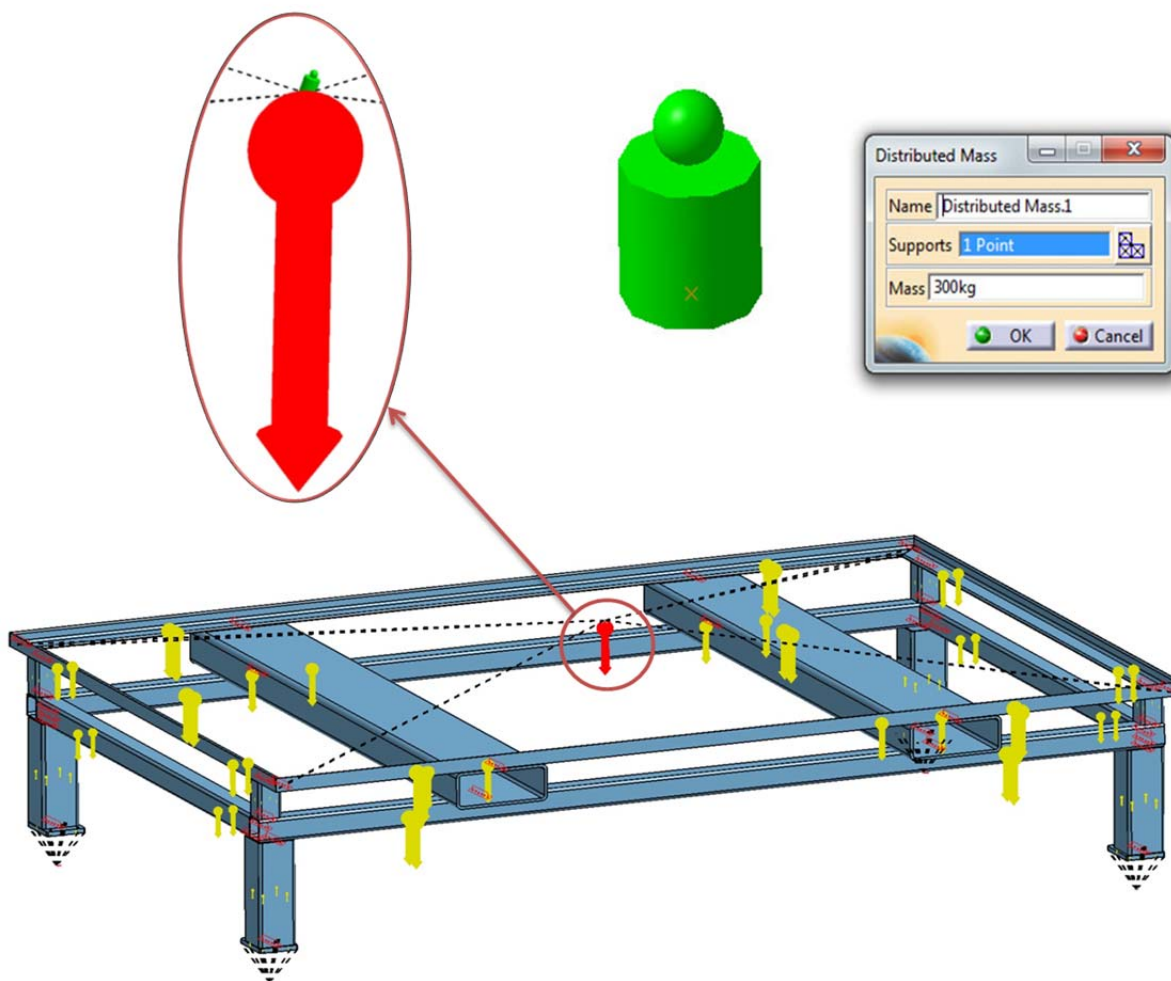 Distributed Mass
Name Distributed Mass.1
Supports 1 Point
Mass 300kg
OK Cancel